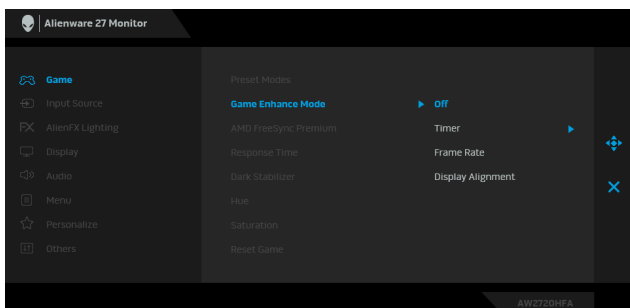 Alienware 27 Monitor
Game
Input Source
FX AlienFX Lighting
Display
Audio
Menu
Personalize
Others
Preset Modes
Game Enhance Mode
AMD FreeSync Premium
Response Time
Dark Stabilizer
Hue
Saturation
Reset Game
Off
Timer
Frame Rate
Display Alignment
AW2720HFA